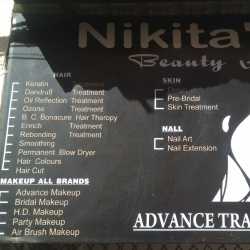 Nikita'
Beauty
HAIR
Keratin
Dandruff Treatment
Oil Reflection Treatment
Ozone Treatment
B. C. Bonacure Hair Theropy
Enrich Treatment
Rebonding Treatment
Smoothing
Permanent Blow Dryer
Hair Colours
Hair Cut
MAKEUP ALL BRANDS
Advance Makeup
Bridal Makeup
H.D. Makeup
Party Makeup
Air Brush Makeup
SKIN
Pre-Bridal
Skin Treatment
NALL
Nail Art
Nail Extension
ADVANCE TRA